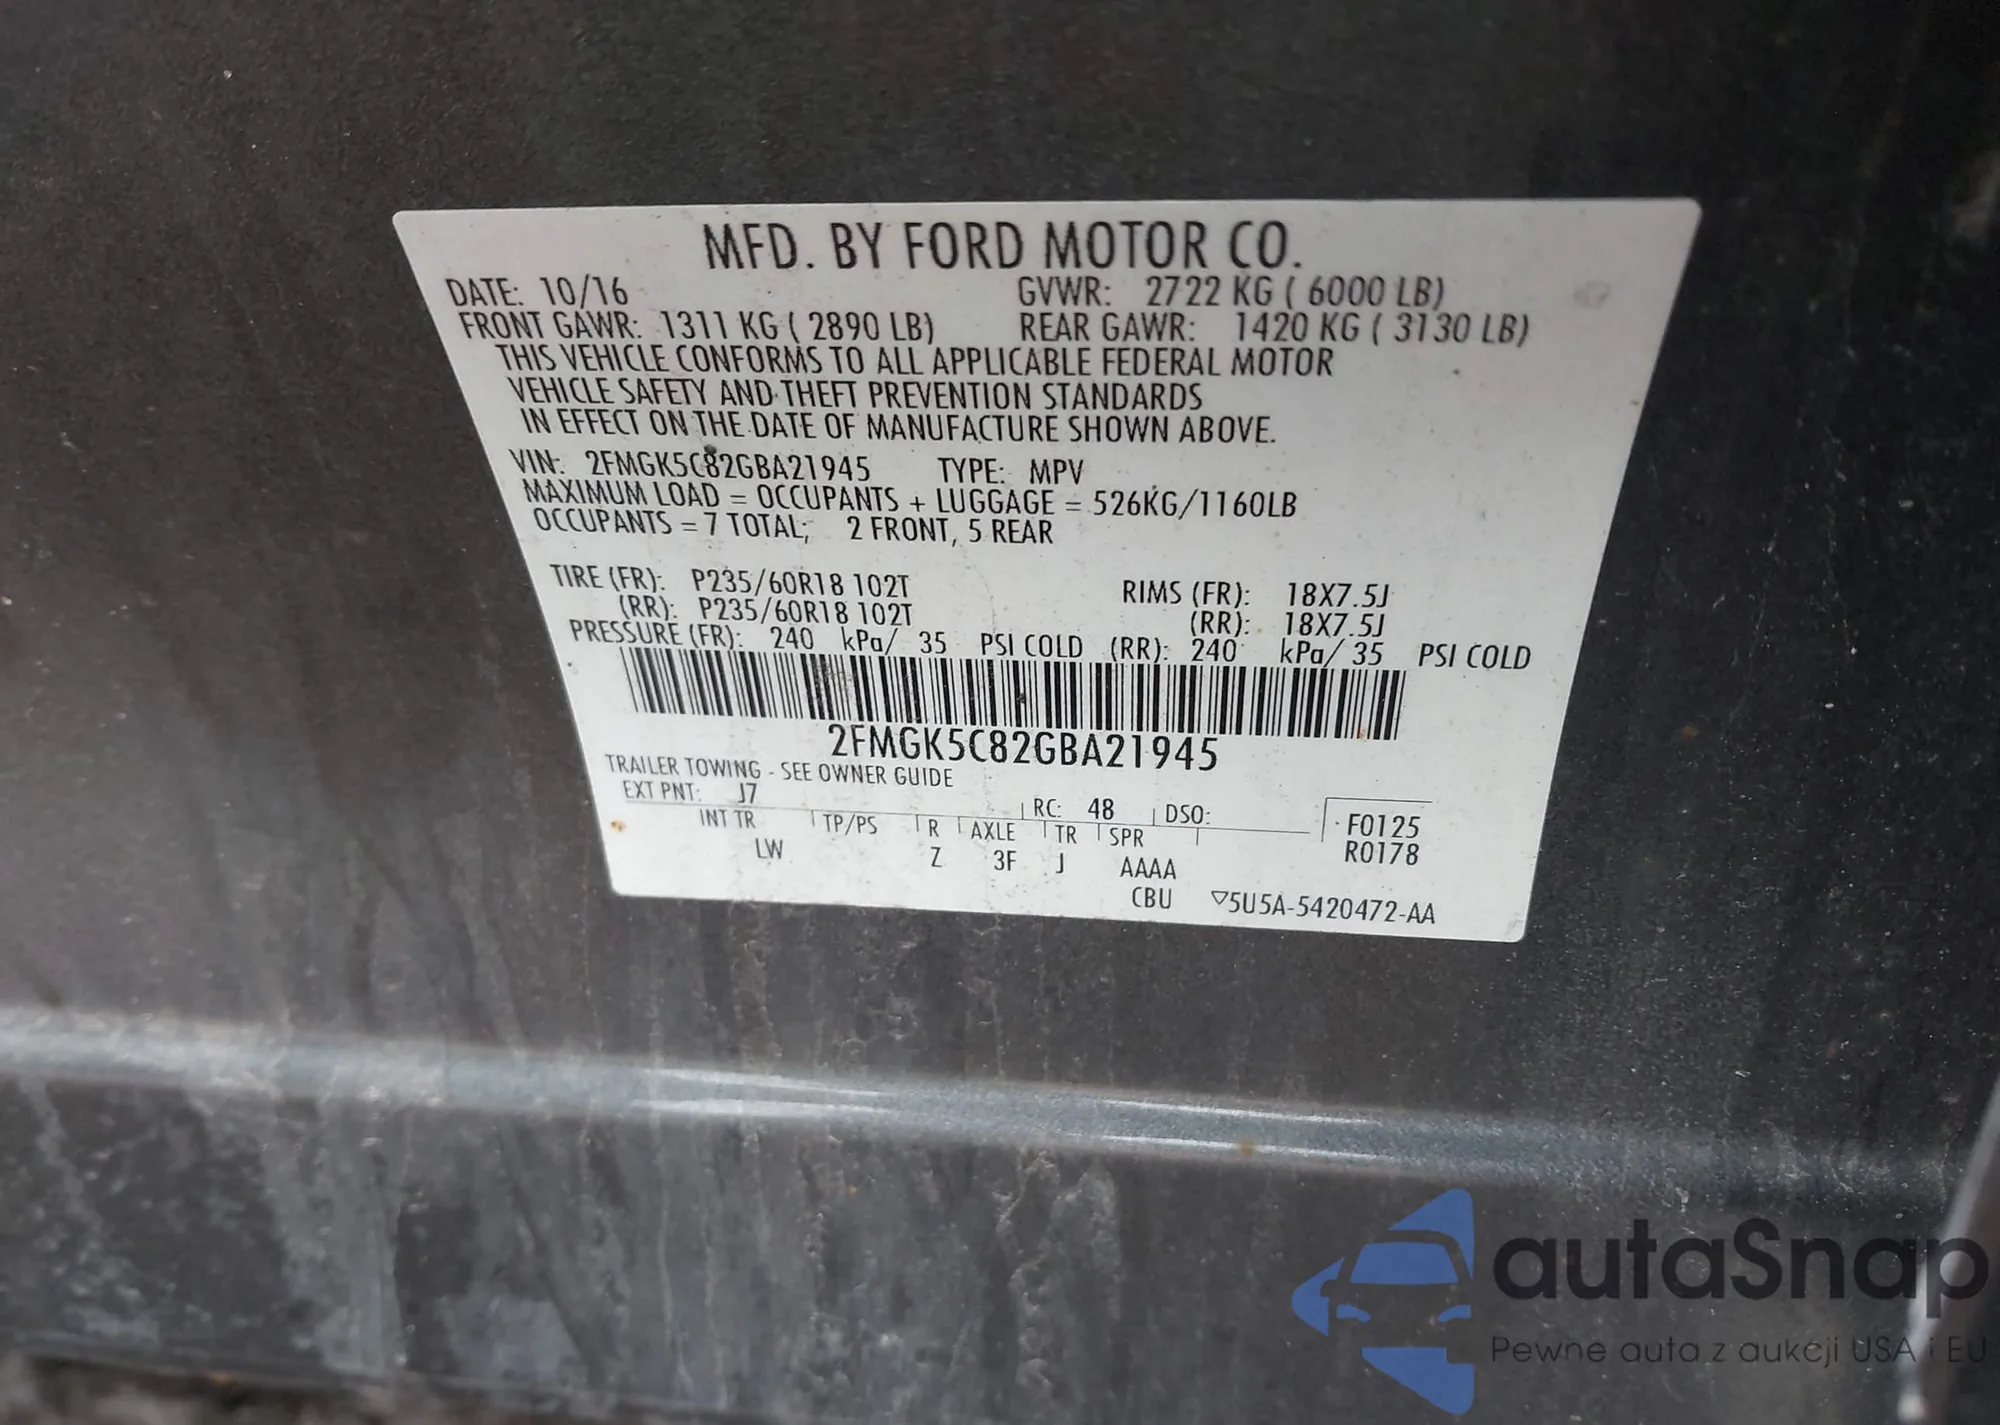 MFD. BY FORD MOTOR CO.
DATE: 10/16 GVWR: 2722 KG ( 6000 LB)
FRONT GAWR: 1311 KG ( 2890 LB) REAR GAWR: 1420 KG ( 3130 LB)
THIS VEHICLE CONFORMS TO ALL APPLICABLE FEDERAL MOTOR
VEHICLE SAFETY AND THEFT PREVENTION STANDARDS
IN EFFECT ON THE DATE OF MANUFACTURE SHOWN ABOVE.
VIN: 2FMGK5C82GBA21945 TYPE: MPV
MAXIMUM LOAD = OCCUPANTS + LUGGAGE = 526KG/1160LB
OCCUPANTS = 7 TOTAL; 2 FRONT, 5 REAR
TIRE (FR): P235/60R18 102T RIMS (FR): 18X7.5J
(RR): P235/60R18 102T (RR): 18X7.5J
PRESSURE (FR): 240 kPa/ 35 PSI COLD (RR): 240 kPa/ 35 PSI COLD
2FMGK5C82GBA21945
TRAILER TOWING - SEE OWNER GUIDE
EXT PNT: J7 RC: 48 DSO:
INT TR TP/PS R AXLE TR SPR F0125
LW Z 3F J AAAA R0178
CBU ▽5U5A-5420472-AA
autaSnap
Pewne auta z aukcji USA i EU